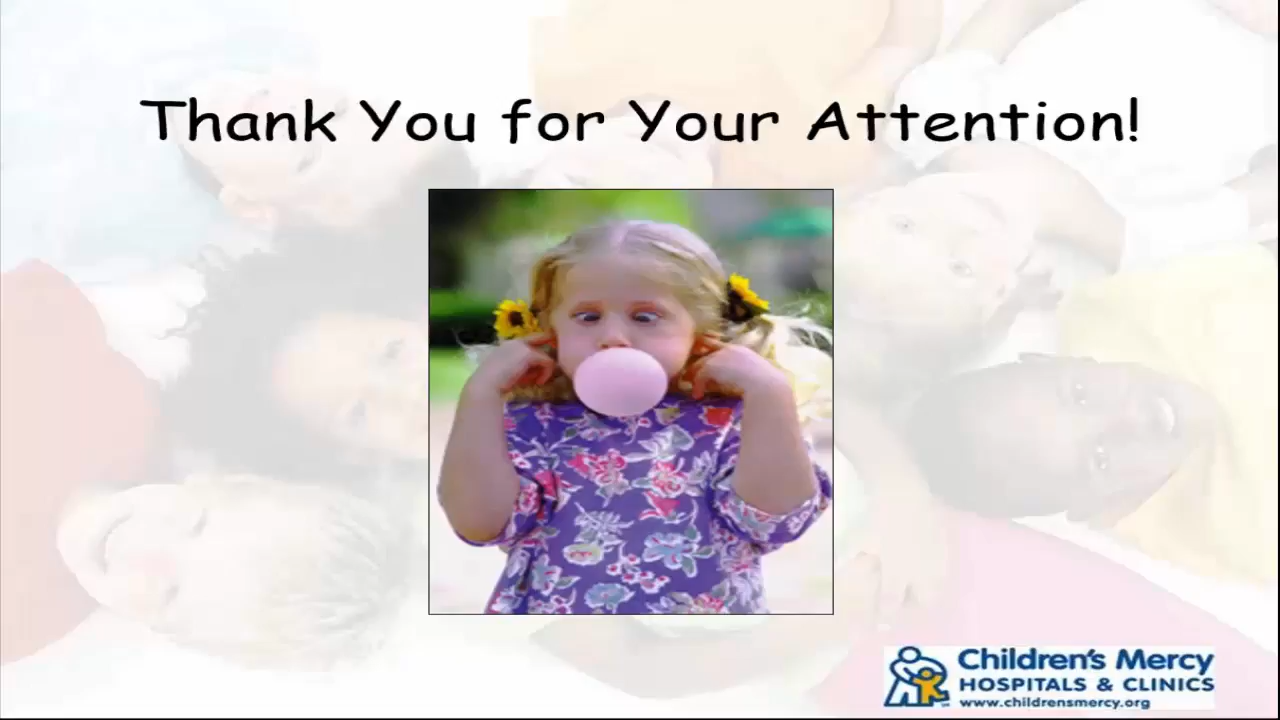 Thank You for Your Attention!
Children's Mercy
HOSPITALS & CLINICS
www.childrensmercy.org